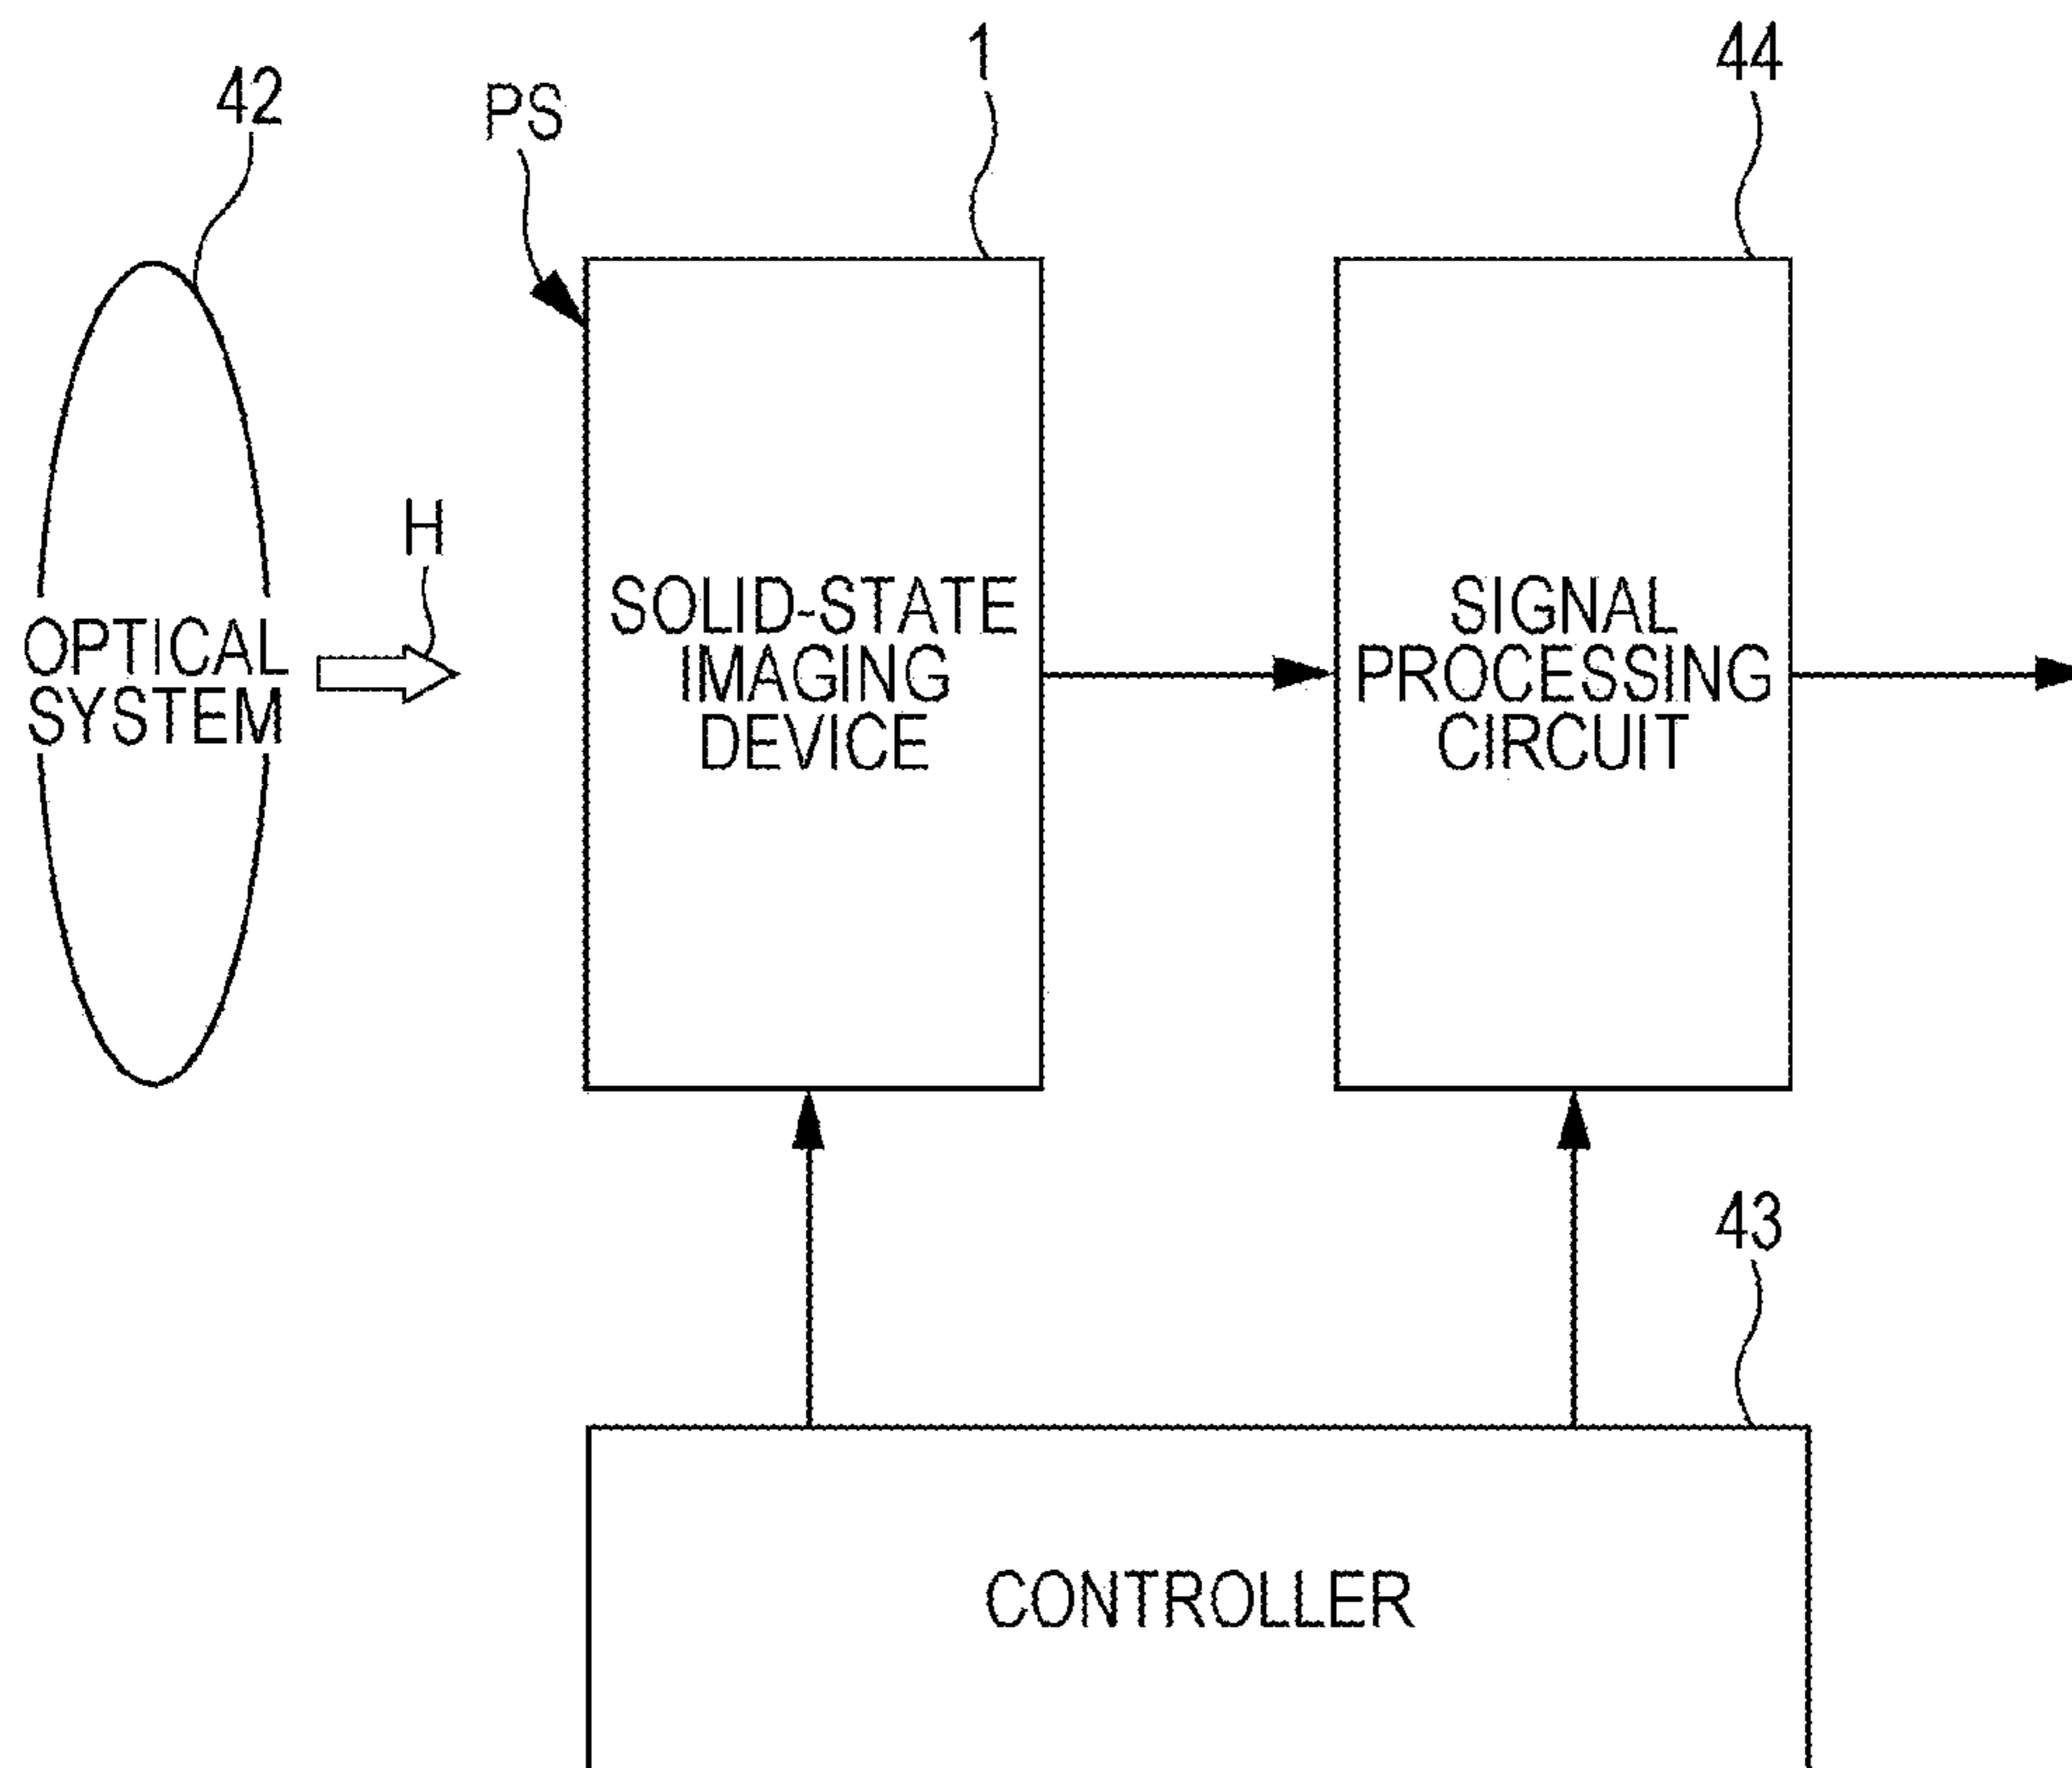 42
PS
1
44
H
OPTICAL
SYSTEM
SOLID-STATE
IMAGING
DEVICE
SIGNAL
PROCESSING
CIRCUIT
43
CONTROLLER